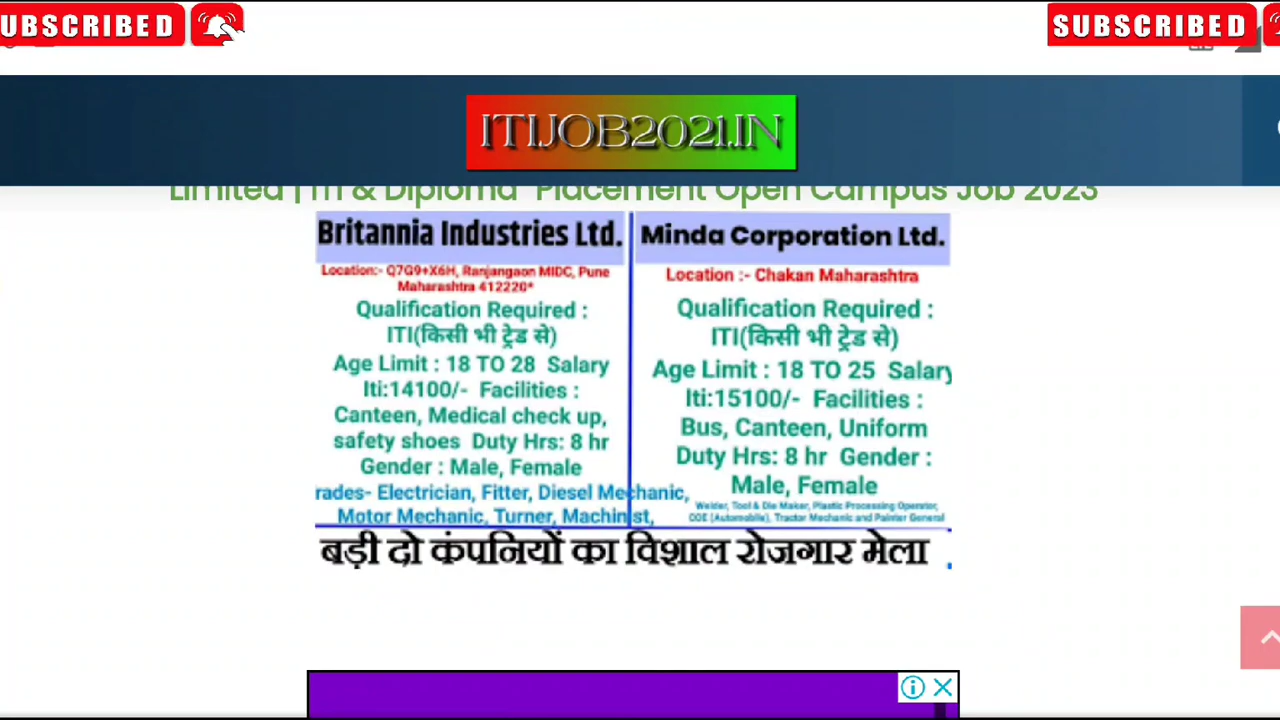 UBSCRIBED
SUBSCRIBED
ITIJOB2021.IN
Limited | ITI & Diploma Placement Open Campus Job 2023
Britannia Industries Ltd.
Location:- Q7G9+X6H, Ranjangaon MIDC, Pune
Maharashtra 412220*
Qualification Required :
ITI(किसी भी ट्रेड से)
Age Limit : 18 TO 28 Salary
Iti:14100/- Facilities :
Canteen, Medical check up,
safety shoes Duty Hrs: 8 hr
Gender : Male, Female
rades- Electrician, Fitter, Diesel Mechanic,
Motor Mechanic, Turner, Machinist,
Minda Corporation Ltd.
Location :- Chakan Maharashtra
Qualification Required :
ITI(किसी भी ट्रेड से)
Age Limit : 18 TO 25 Salary
Iti:15100/- Facilities :
Bus, Canteen, Uniform
Duty Hrs: 8 hr Gender :
Male, Female
Welder, Tool & Die Maker, Plastic Processing Operator,
COE (Automobile), Tractor Mechanic and Painter General
बड़ी दो कंपनियों का विशाल रोजगार मेला